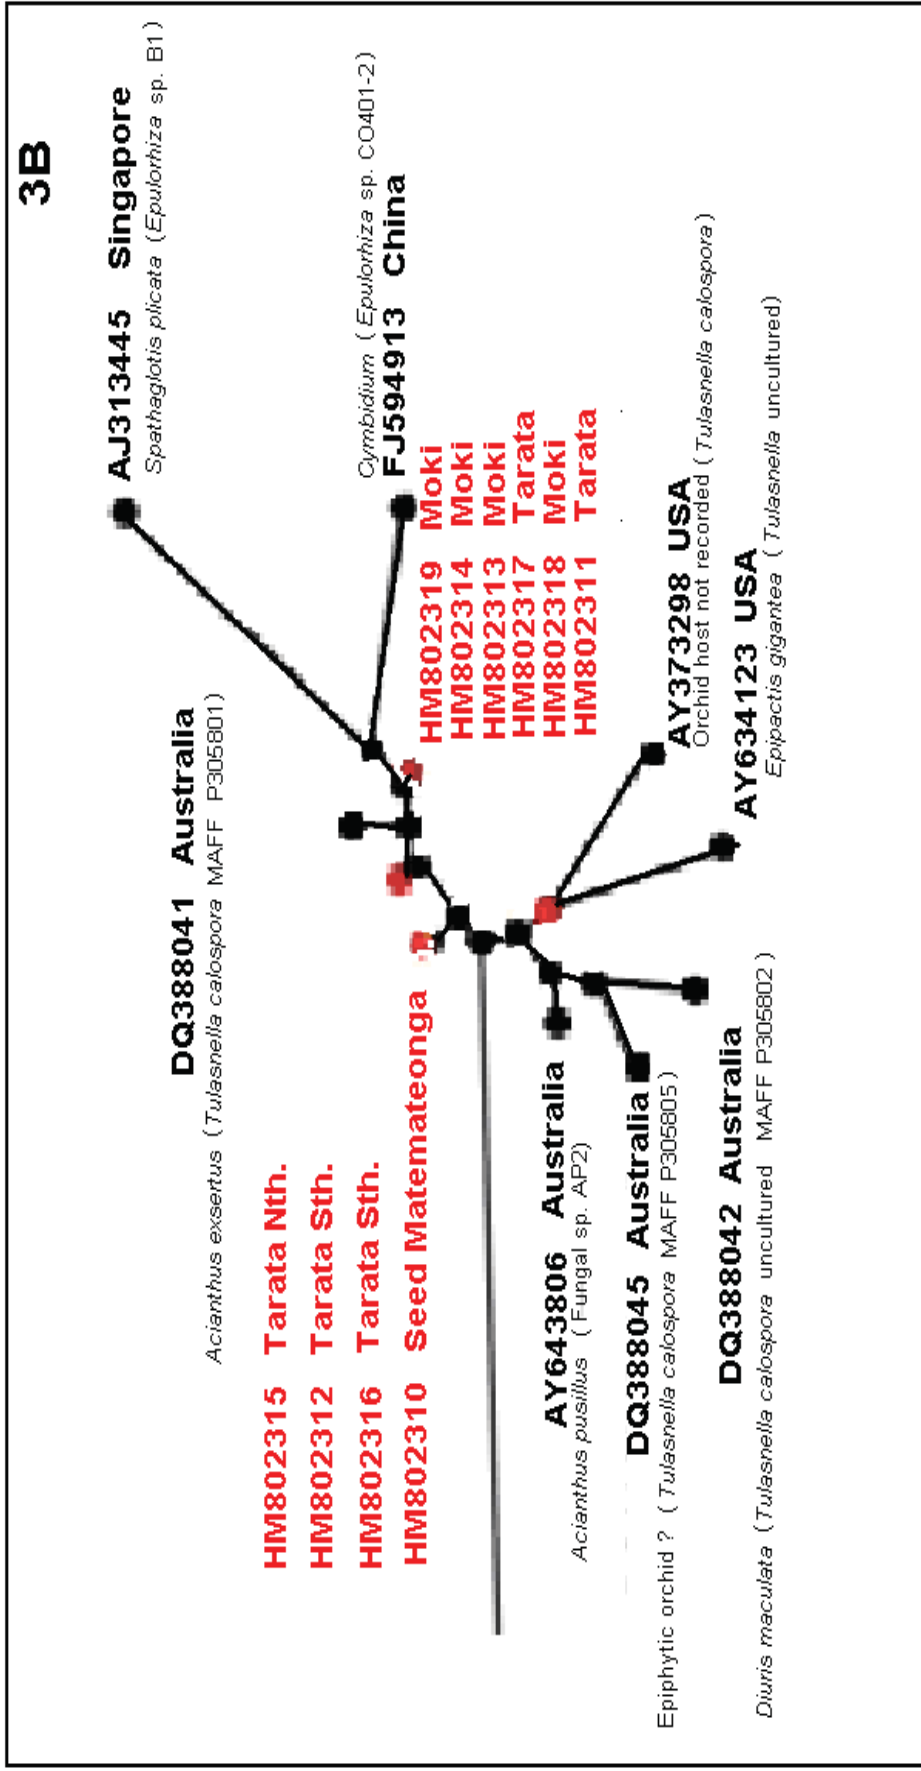 3B
AJ313445 Singapore
Spathaglotis plicata (Epulorhiza sp. B1)
DQ388041 Australia
Acianthus exsertus (Tulasnella calospora MAFF P305801)
Cymbidium (Epulorhiza sp. CO401-2)
FJ594913 China
HM802315 Tarata Nth.
HM802312 Tarata Sth.
HM802316 Tarata Sth.
HM802310 Seed Matemateonga
HM802319 Moki
HM802314 Moki
HM802313 Moki
HM802317 Tarata
HM802318 Moki
HM802311 Tarata
AY373298 USA
Orchid host not recorded (Tulasnella calospora)
AY634123 USA
Epipactis gigantea (Tulasnella uncultured)
AY643806 Australia
Acianthus pusillus (Fungal sp. AP2)
DQ388045 Australia
Epiphytic orchid ? (Tulasnella calospora MAFF P305805)
DQ388042 Australia
Diuris maculata (Tulasnella calospora uncultured MAFF P305802)